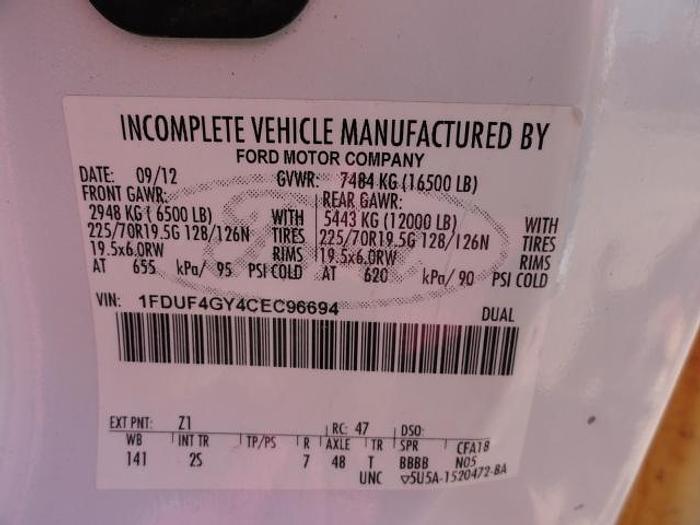 INCOMPLETE VEHICLE MANUFACTURED BY
FORD MOTOR COMPANY
DATE: 09/12 GVWR: 7484 KG (16500 LB)
FRONT GAWR: REAR GAWR:
2948 KG ( 6500 LB) WITH 5443 KG (12000 LB) WITH
225/70R19.5G 128/126N TIRES 225/70R19.5G 128/126N TIRES
19.5x6.0RW RIMS 19.5x6.0RW RIMS
AT 655 kPa/ 95 PSI COLD AT 620 kPa/ 90 PSI COLD
VIN: 1FDUF4GY4CEC96694 DUAL
EXT PNT: Z1 RC: 47 DSO:
WB INT TR TP/PS R AXLE TR SPR CFA18
141 2S 7 48 T BBBB N05
UNC ▽5U5A-1520472-BA